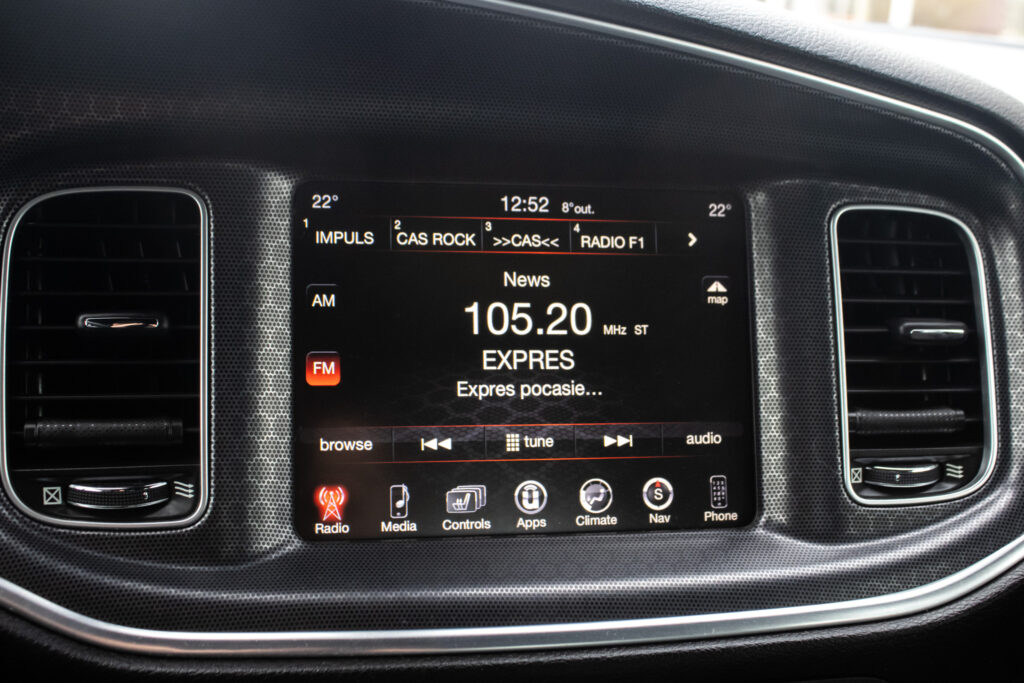 22° 12:52 8°out. 22°
1 IMPULS 2 CAS ROCK 3 >>CAS<< 4 RADIO F1
News
AM
map
105.20 MHz ST
EXPRES
FM
Expres pocasie...
browse tune audio
Radio Media Controls Apps Climate Nav Phone